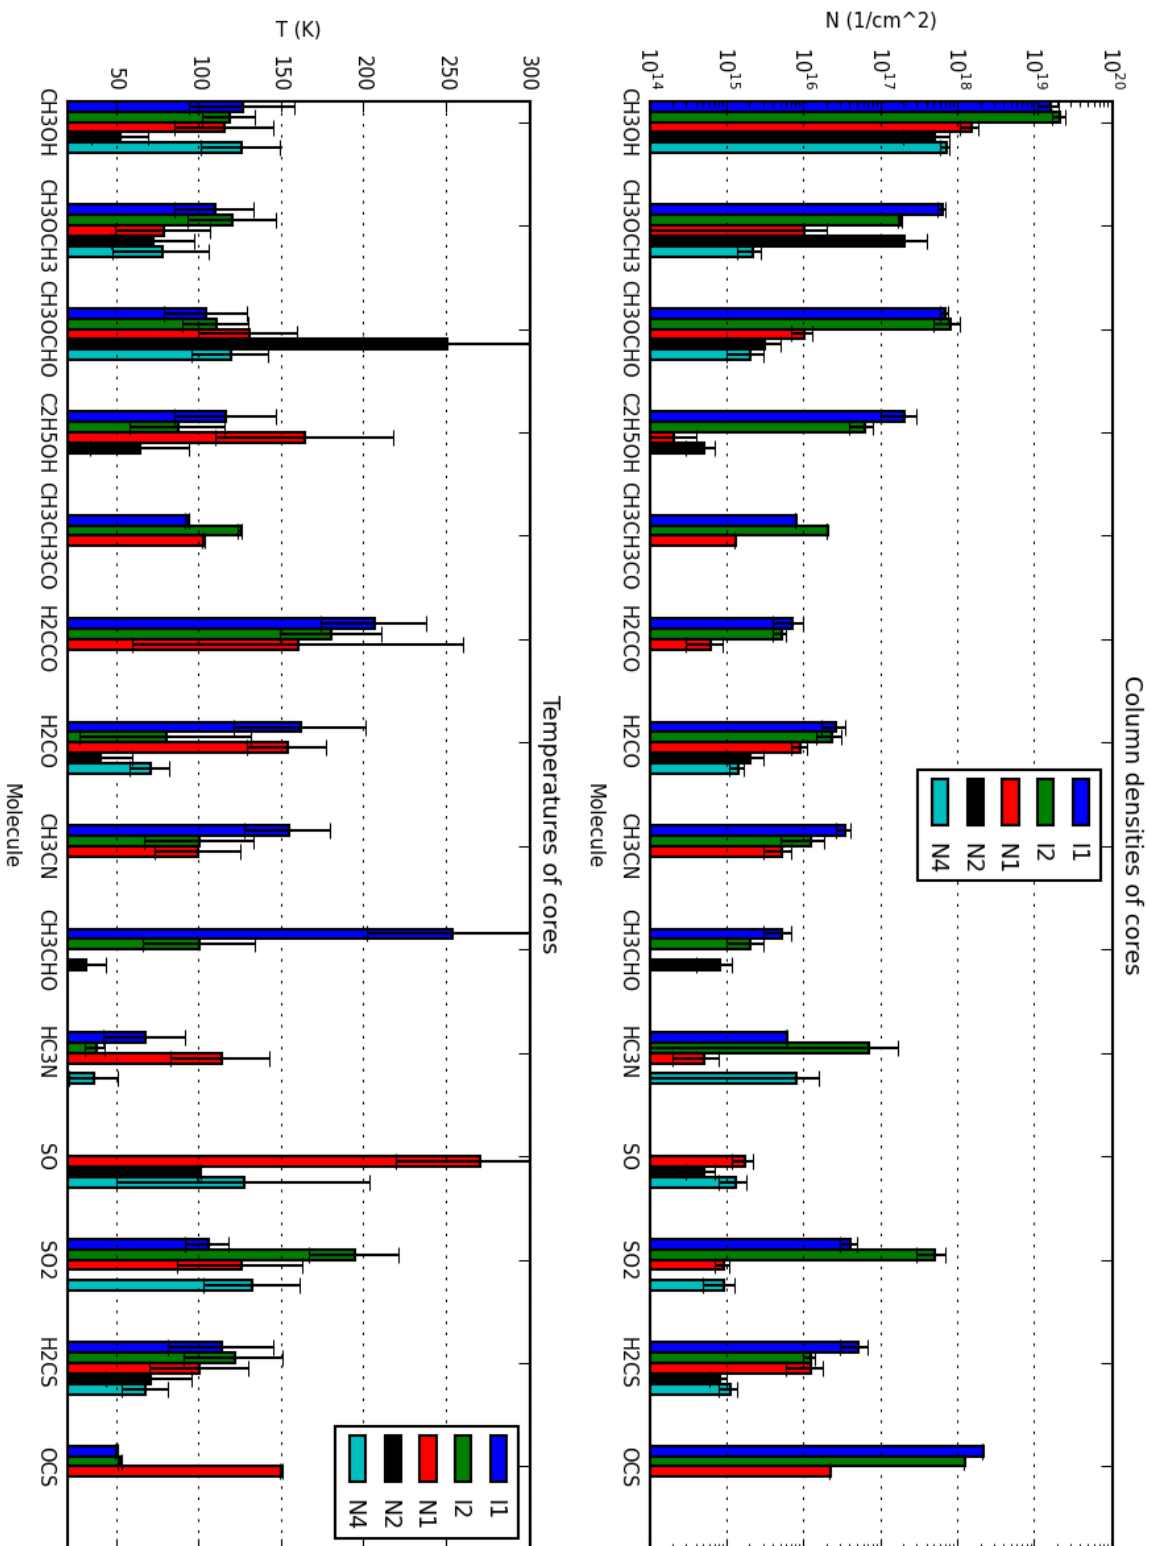 Column densities of cores
N (1/cm^2)
10^20
10^19
10^18
10^17
10^16
10^15
10^14
I1
I2
N1
N2
N4
CH3OH
CH3OCH3
CH3OCHO
C2H5OH
CH3CH3CO
H2CCO
H2CO
CH3CN
CH3CHO
HC3N
SO
SO2
H2CS
OCS
Molecule
Temperatures of cores
T (K)
300
250
200
150
100
50
I1
I2
N1
N2
N4
CH3OH
CH3OCH3
CH3OCHO
C2H5OH
CH3CH3CO
H2CCO
H2CO
CH3CN
CH3CHO
HC3N
SO
SO2
H2CS
OCS
Molecule